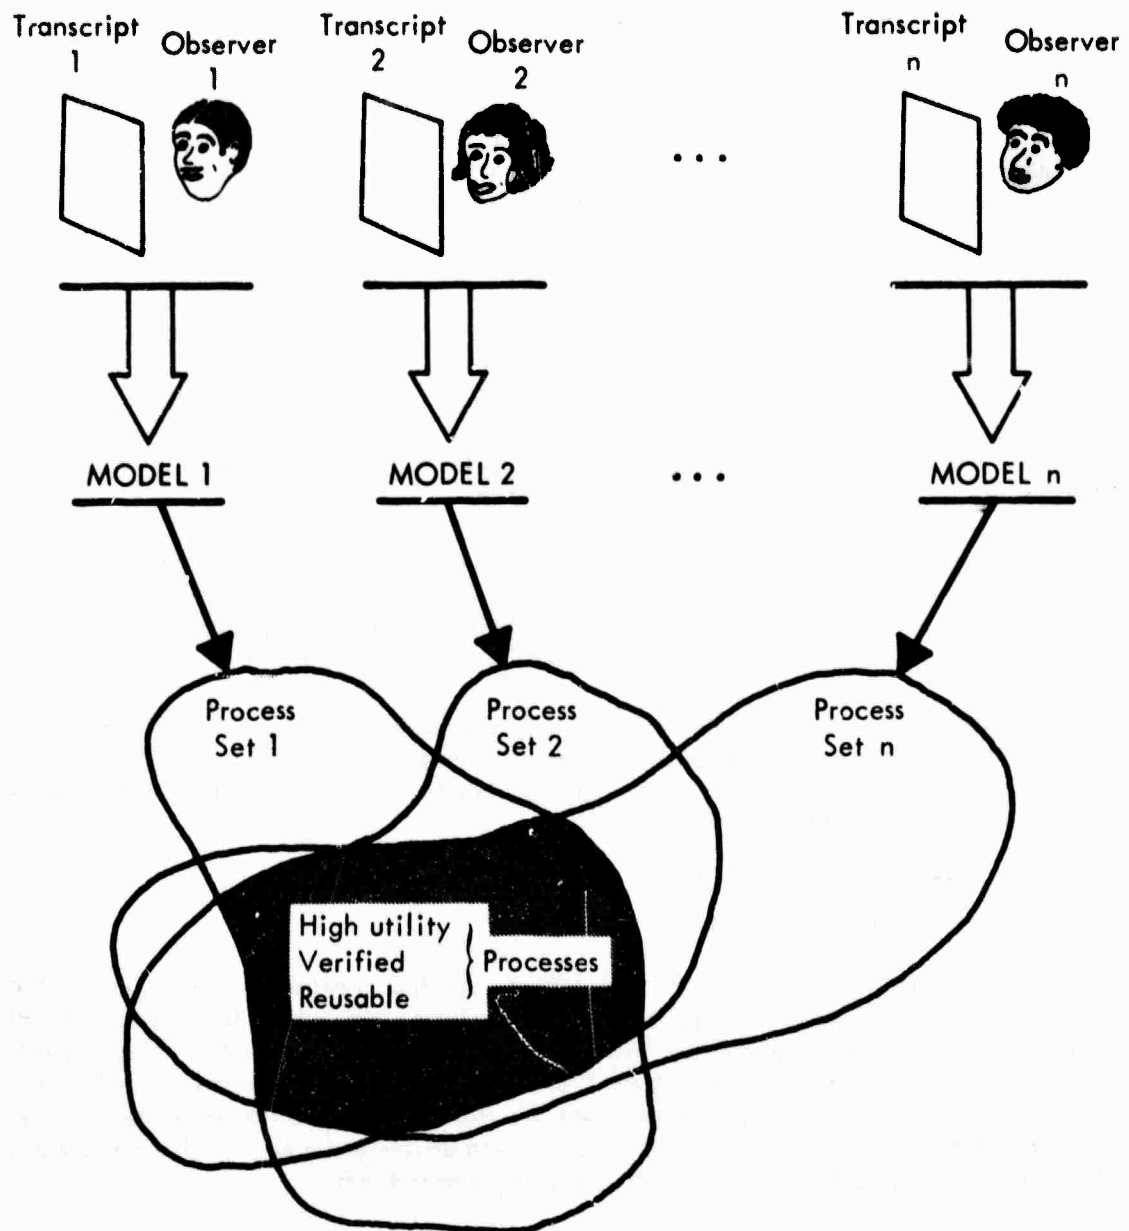 Transcript
1
Observer
1
Transcript
2
Observer
2
Transcript
n
Observer
n
...
MODEL 1
MODEL 2
...
MODEL n
Process
Set 1
Process
Set 2
Process
Set n
High utility
Verified
Reusable
Processes